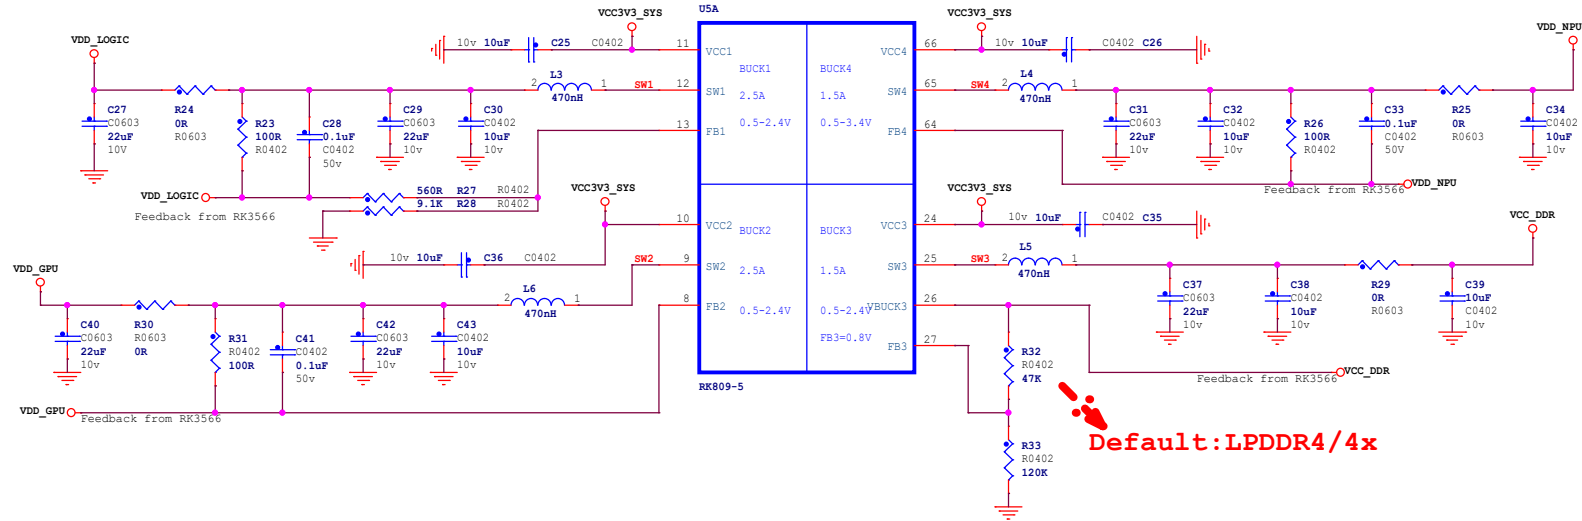 U5A
VCC3V3_SYS
VCC3V3_SYS
VDD_LOGIC
VDD_NPU
10v 10uF C25 C0402
11 VCC1
VCC4 66
10v 10uF C0402 C26
BUCK1
BUCK4
L3
2 1
470nH
SW1 12 SW1
2.5A
1.5A
SW4 65 SW4
L4
2 1
470nH
C27
C0603
22uF
10V
R24
0R
R0603
R23
100R
R0402
C28
0.1uF
C0402
50v
C29
C0603
22uF
10v
C30
C0402
10uF
10v
13 FB1
0.5-2.4V
0.5-3.4V
FB4 64
C31
C0603
22uF
10v
C32
C0402
10uF
10v
R26
100R
R0402
C33
0.1uF
C0402
50V
R25
0R
R0603
C34
C0402
10uF
10v
VDD_LOGIC
Feedback from RK3566
560R R27 R0402
9.1K R28 R0402
VCC3V3_SYS
VCC3V3_SYS
VDD_NPU
Feedback from RK3566
10 VCC2
BUCK2
BUCK3
VCC3 24
10v 10uF C0402 C35
VCC_DDR
10v 10uF C36 C0402
SW2 9 SW2
2.5A
1.5A
SW3 25 SW3
L5
2 1
470nH
VDD_GPU
L6
2 1
470nH
8 FB2
0.5-2.4V
0.5-2.4V
VBUCK3 26
C37
C0603
22uF
10v
C38
C0402
10uF
10v
R29
0R
R0603
C39
10uF
C0402
10v
C40
C0603
22uF
10v
R30
R0603
0R
R31
R0402
100R
C41
C0402
0.1uF
50v
C42
C0603
22uF
10v
C43
C0402
10uF
10v
FB3=0.8V
FB3 27
R32
R0402
47K
RK809-5
VCC_DDR
Feedback from RK3566
VDD_GPU
Feedback from RK3566
Default:LPDDR4/4x
R33
R0402
120K